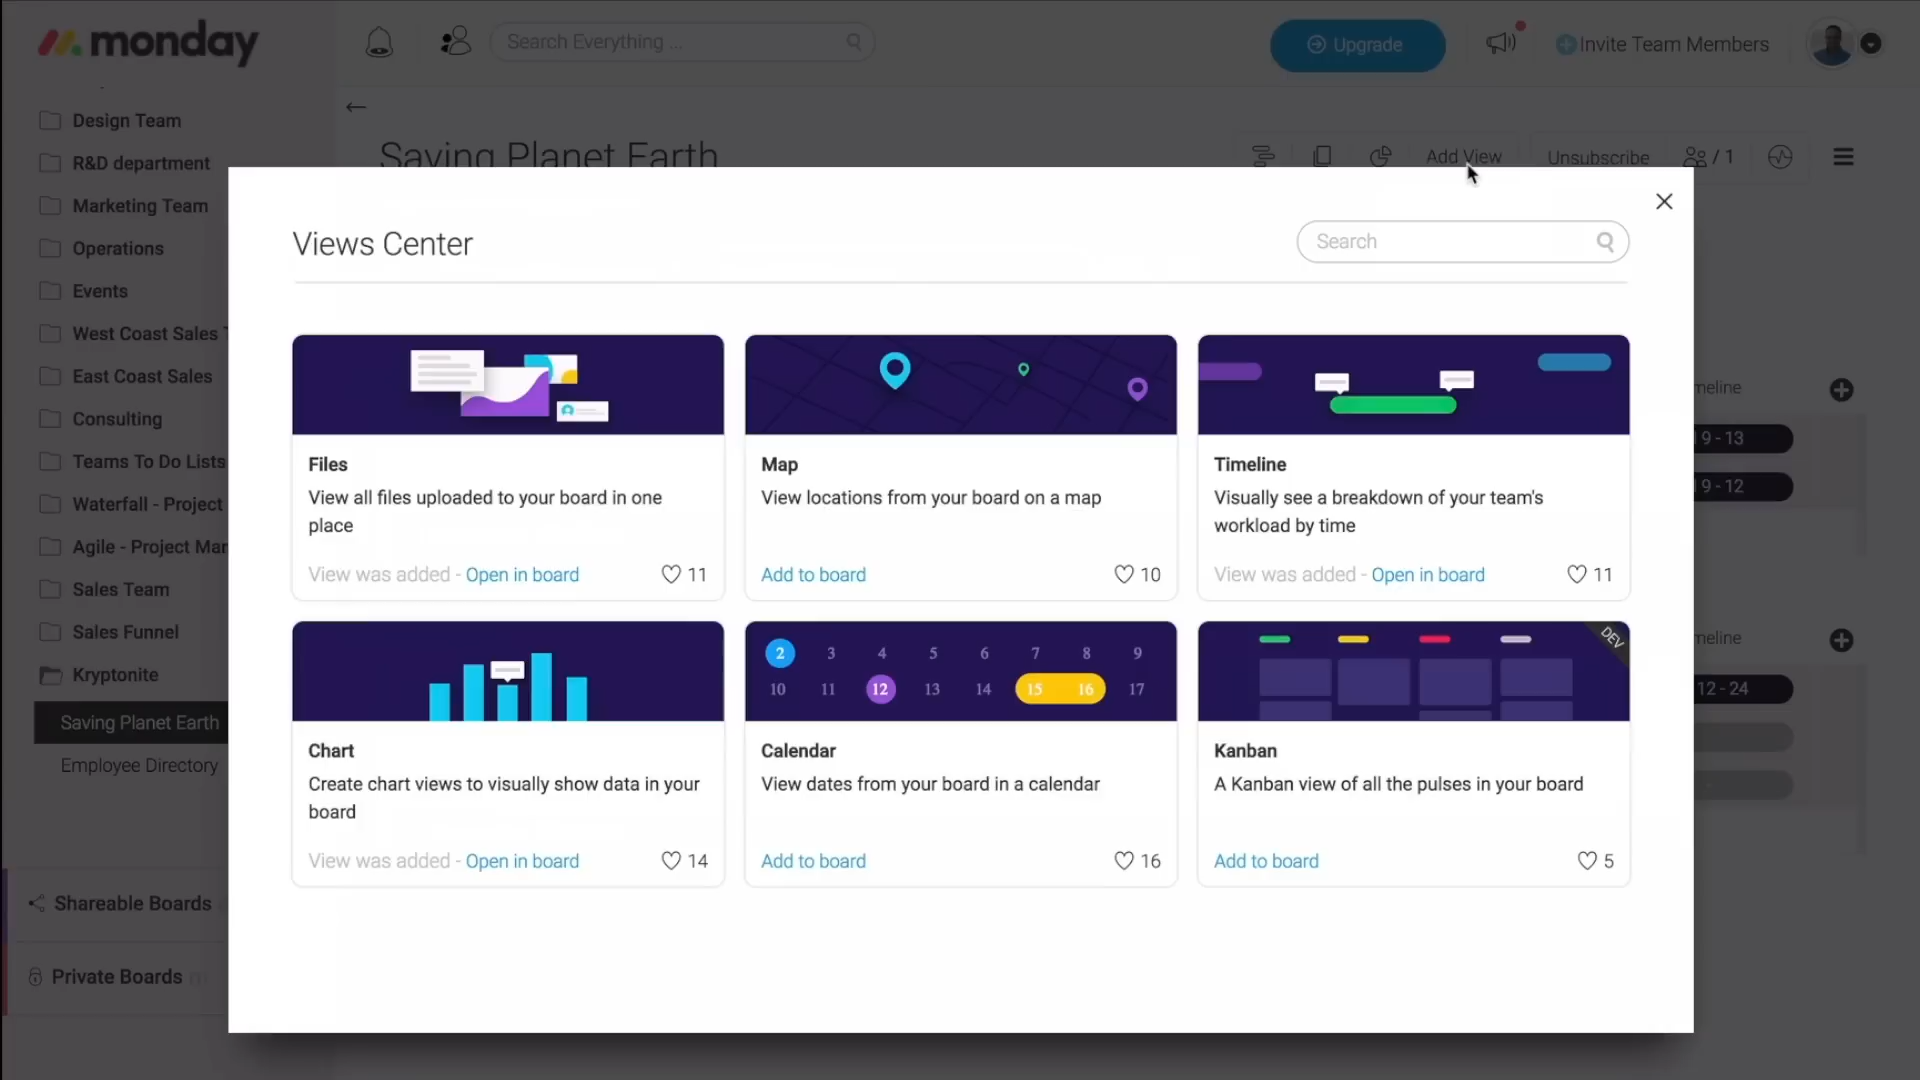 monday
Search Everything ...
Upgrade
Invite Team Members
Design Team
R&D department
Marketing Team
Operations
Events
West Coast Sales
East Coast Sales
Consulting
Teams To Do Lists
Waterfall - Project
Agile - Project Mar
Sales Team
Sales Funnel
Kryptonite
Saving Planet Earth
Employee Directory
Shareable Boards
Private Boards
Saving Planet Earth
Add View
Unsubscribe
/ 1
Views Center
Search
Files
View all files uploaded to your board in one
place
View was added - Open in board
11
Map
View locations from your board on a map
Add to board
10
Timeline
Visually see a breakdown of your team's
workload by time
View was added - Open in board
11
Chart
Create chart views to visually show data in your
board
View was added - Open in board
14
2 3 4 5 6 7 8 9
10 11 12 13 14 15 16 17
Calendar
View dates from your board in a calendar
Add to board
16
DEV
Kanban
A Kanban view of all the pulses in your board
Add to board
5
meline
9 - 13
9 - 12
meline
12 - 24